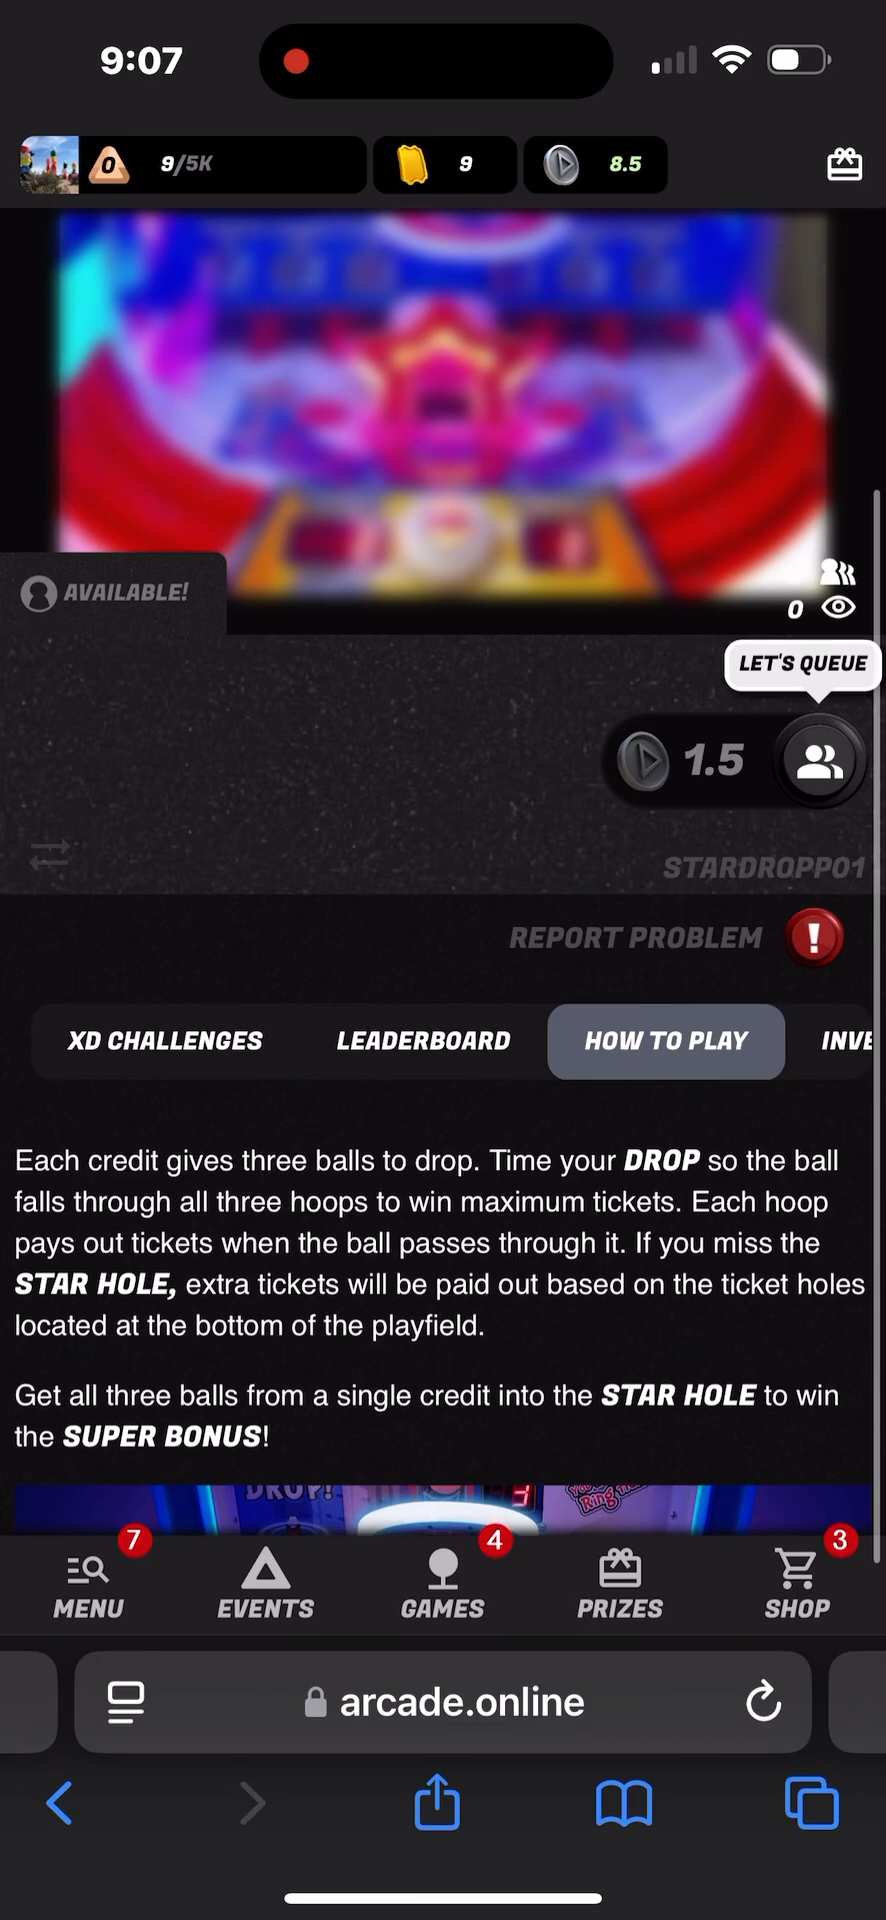 9:07
0 9/5K 9 8.5
AVAILABLE!
0
LET'S QUEUE
1.5
STARDROPP01
REPORT PROBLEM !
XD CHALLENGES LEADERBOARD HOW TO PLAY INVE
Each credit gives three balls to drop. Time your DROP so the ball
falls through all three hoops to win maximum tickets. Each hoop
pays out tickets when the ball passes through it. If you miss the
STAR HOLE, extra tickets will be paid out based on the ticket holes
located at the bottom of the playfield.
Get all three balls from a single credit into the STAR HOLE to win
the SUPER BONUS!
DROP! 3 Ring
7 4 3
MENU EVENTS GAMES PRIZES SHOP
arcade.online